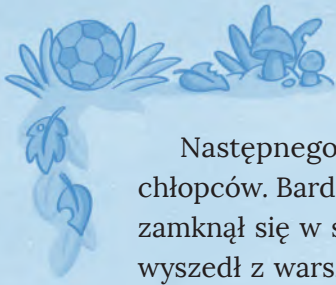 Następnego
chłopców. Bard
zamknął się w s
wyszedł z wars